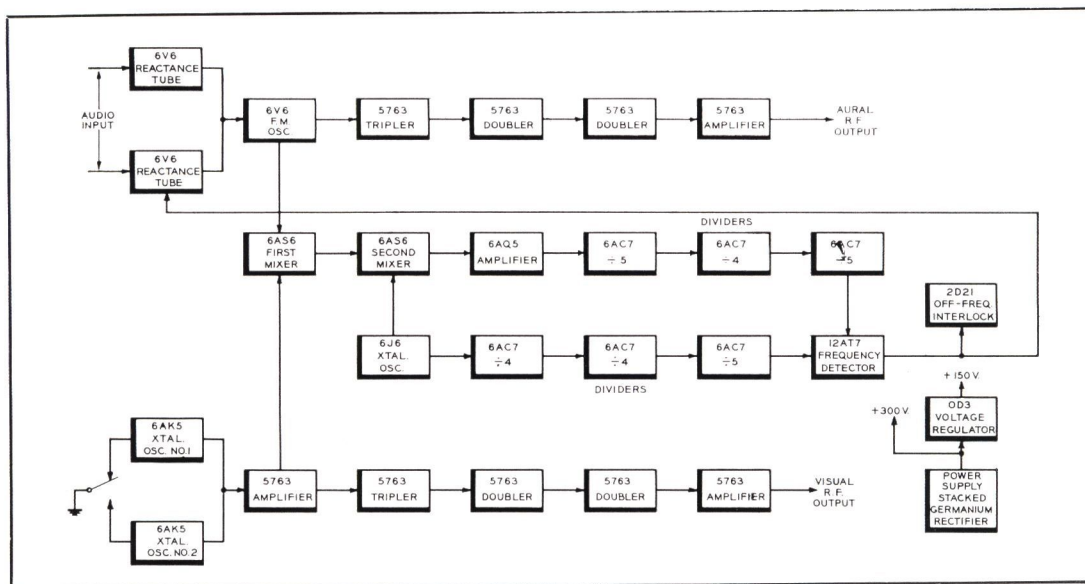 6V6
REACTANCE
TUBE
AUDIO
INPUT
6V6
REACTANCE
TUBE
6V6
F.M.
OSC
5763
TRIPLER
5763
DOUBLER
5763
DOUBLER
5763
AMPLIFIER
AURAL
R.F
OUTPUT
DIVIDERS
6AS6
FIRST
MIXER
6AS6
SECOND
MIXER
6AQ5
AMPLIFIER
6AC7
÷5
6AC7
÷4
6AC7
5
2D21
OFF-FREQ.
INTERLOCK
6J6
XTAL.
OSC.
6AC7
÷4
6AC7
÷4
6AC7
÷5
12AT7
FREQUENCY
DETECTOR
DIVIDERS
+150V.
+300V.
OD3
VOLTAGE
REGULATOR
6AK5
XTAL.
OSC. NO.1
5763
AMPLIFIER
5763
TRIPLER
5763
DOUBLER
5763
DOUBLER
5763
AMPLIFIER
VISUAL
R.F.
OUTPUT
POWER
SUPPLY
STACKED
GERMANIUM
RECTIFIER
6AK5
XTAL.
OSC. NO.2